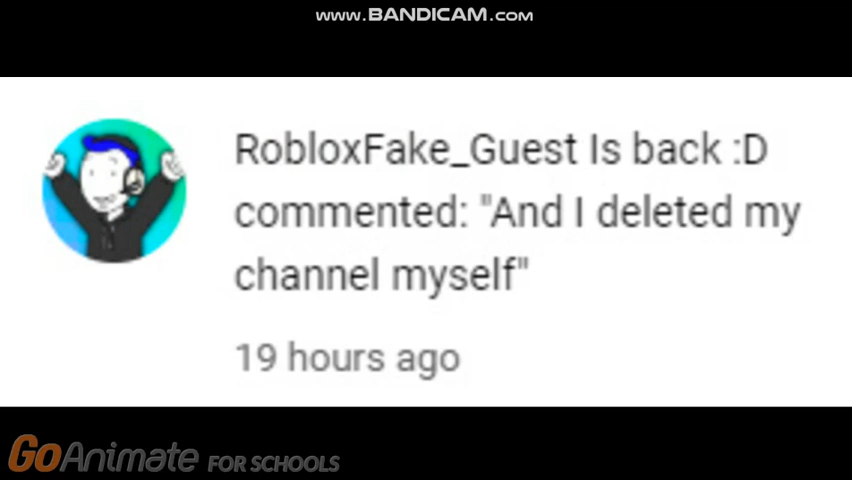 www.BANDICAM.com
RobloxFake_Guest Is back :D
commented: "And I deleted my
channel myself"
19 hours ago
GoAnimate FOR SCHOOLS